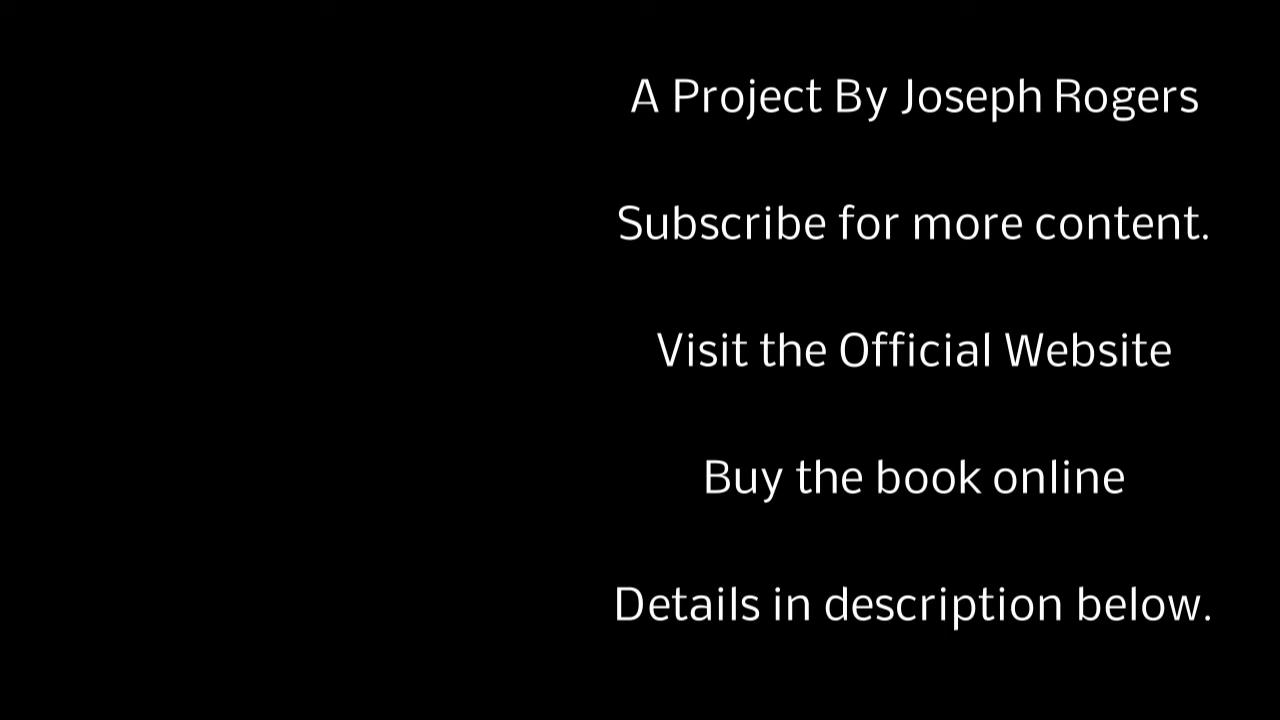 A Project By Joseph Rogers
Subscribe for more content.
Visit the Official Website
Buy the book online
Details in description below.